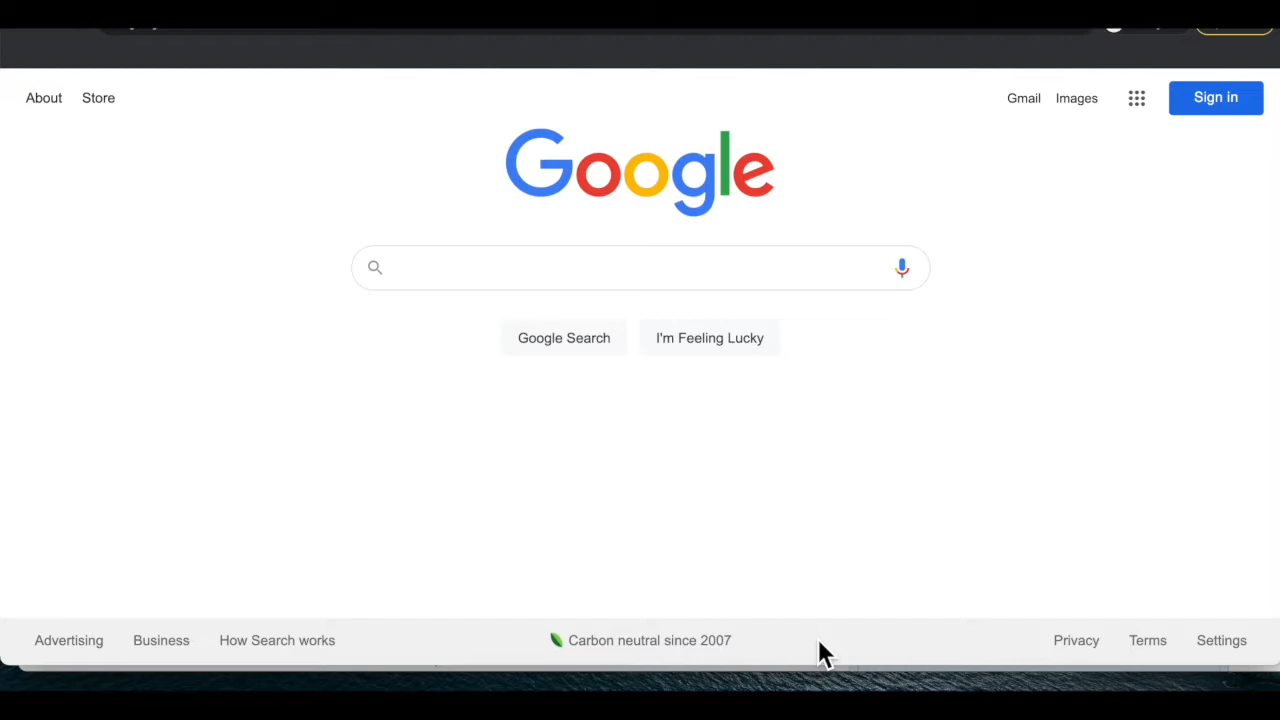 About Store Gmail Images Sign in
Google
Google Search I'm Feeling Lucky
Advertising Business How Search works Carbon neutral since 2007 Privacy Terms Settings